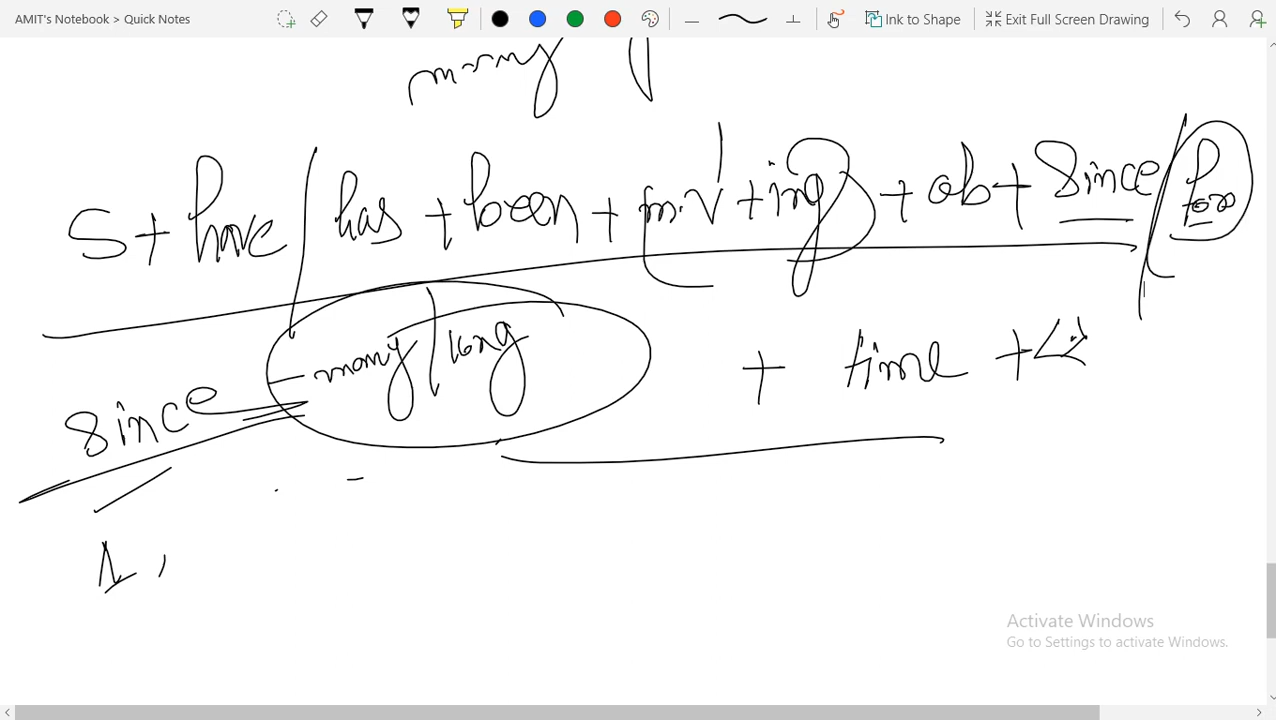 AMIT's Notebook > Quick Notes
Ink to Shape
Exit Full Screen Drawing
many
S + have / has + been + m.v + ing + ob + Since / for
since - many / long + time +
1,
Activate Windows
Go to Settings to activate Windows.